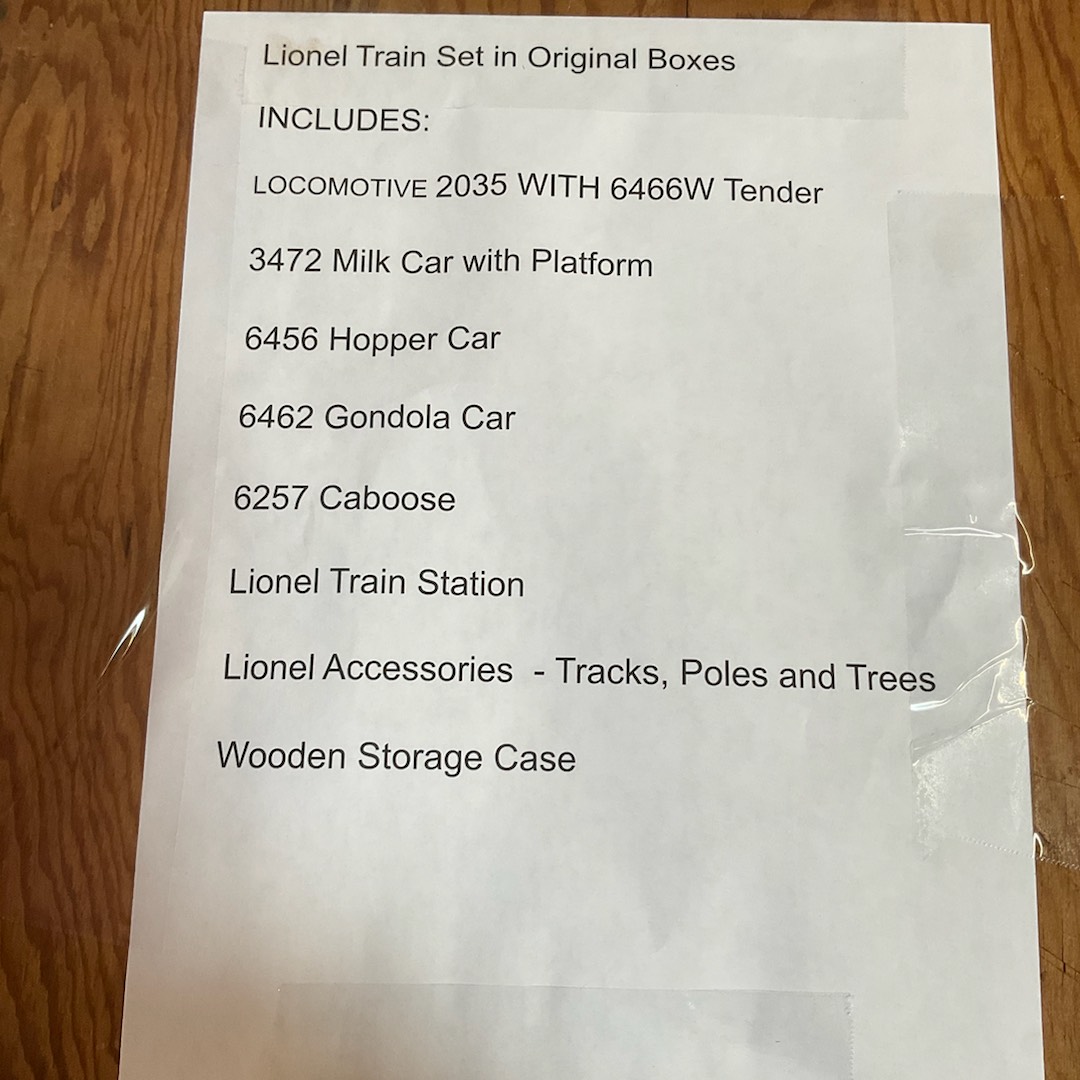 Lionel Train Set in Original Boxes
INCLUDES:
LOCOMOTIVE 2035 WITH 6466W Tender
3472 Milk Car with Platform
6456 Hopper Car
6462 Gondola Car
6257 Caboose
Lionel Train Station
Lionel Accessories - Tracks, Poles and Trees
Wooden Storage Case